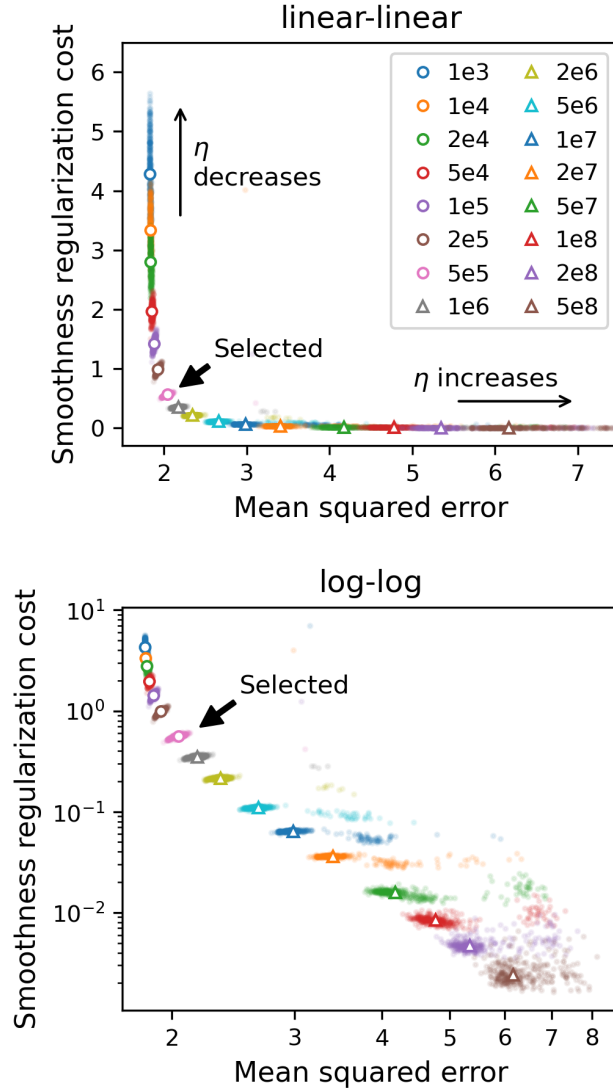 linear-linear
Smoothness regularization cost
6
5
4
3
2
1
0
η
decreases
Selected
η increases
1e3
1e4
2e4
5e4
1e5
2e5
5e5
1e6
2e6
5e6
1e7
2e7
5e7
1e8
2e8
5e8
2 3 4 5 6 7
Mean squared error
log-log
Smoothness regularization cost
10¹
10⁰
10⁻¹
10⁻²
Selected
2 3 4 5 6 7 8
Mean squared error